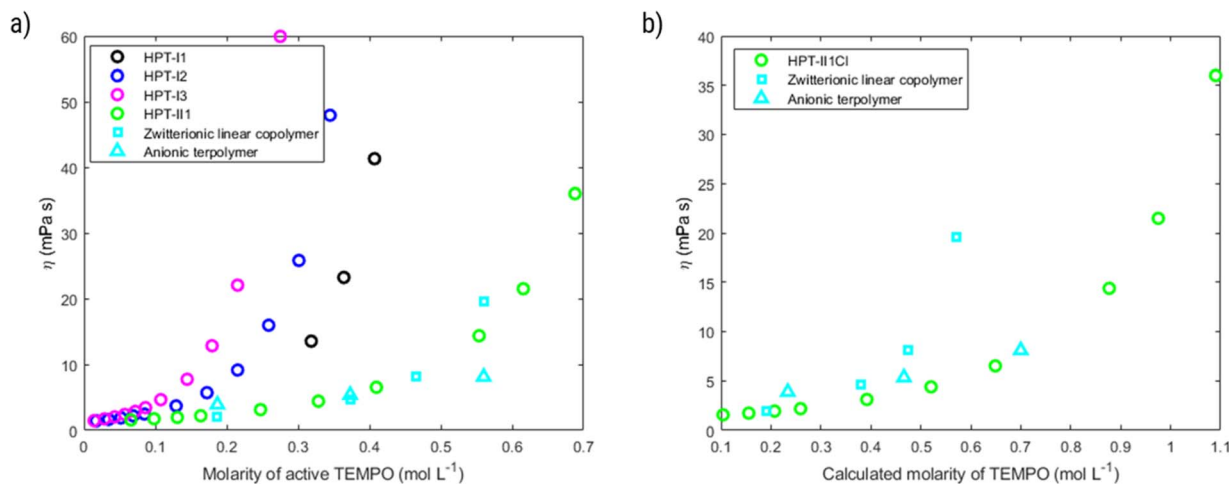 a)
60
50
40
30
20
10
0
η (mPa s)
HPT-I1
HPT-I2
HPT-I3
HPT-II1
Zwitterionic linear copolymer
Anionic terpolymer
0 0.1 0.2 0.3 0.4 0.5 0.6 0.7
Molarity of active TEMPO (mol L⁻¹)
b)
40
35
30
25
20
15
10
5
0
η (mPa s)
HPT-II1Cl
Zwitterionic linear copolymer
Anionic terpolymer
0.1 0.2 0.3 0.4 0.5 0.6 0.7 0.8 0.9 1 1.1
Calculated molarity of TEMPO (mol L⁻¹)